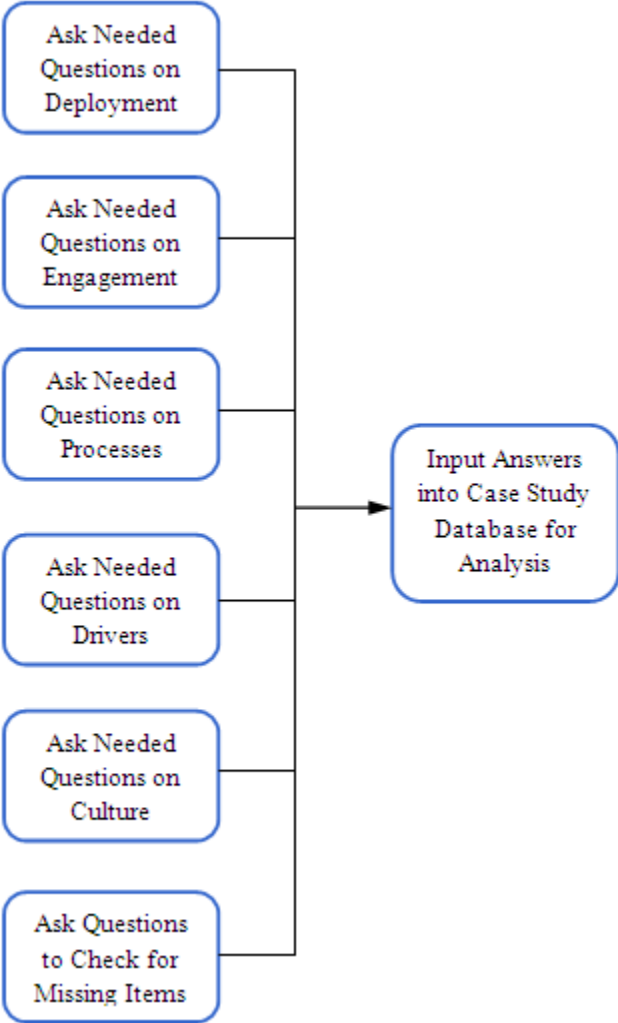 Ask Needed
Questions on
Deployment
Ask Needed
Questions on
Engagement
Ask Needed
Questions on
Processes
Ask Needed
Questions on
Drivers
Ask Needed
Questions on
Culture
Ask Questions
to Check for
Missing Items
Input Answers
into Case Study
Database for
Analysis